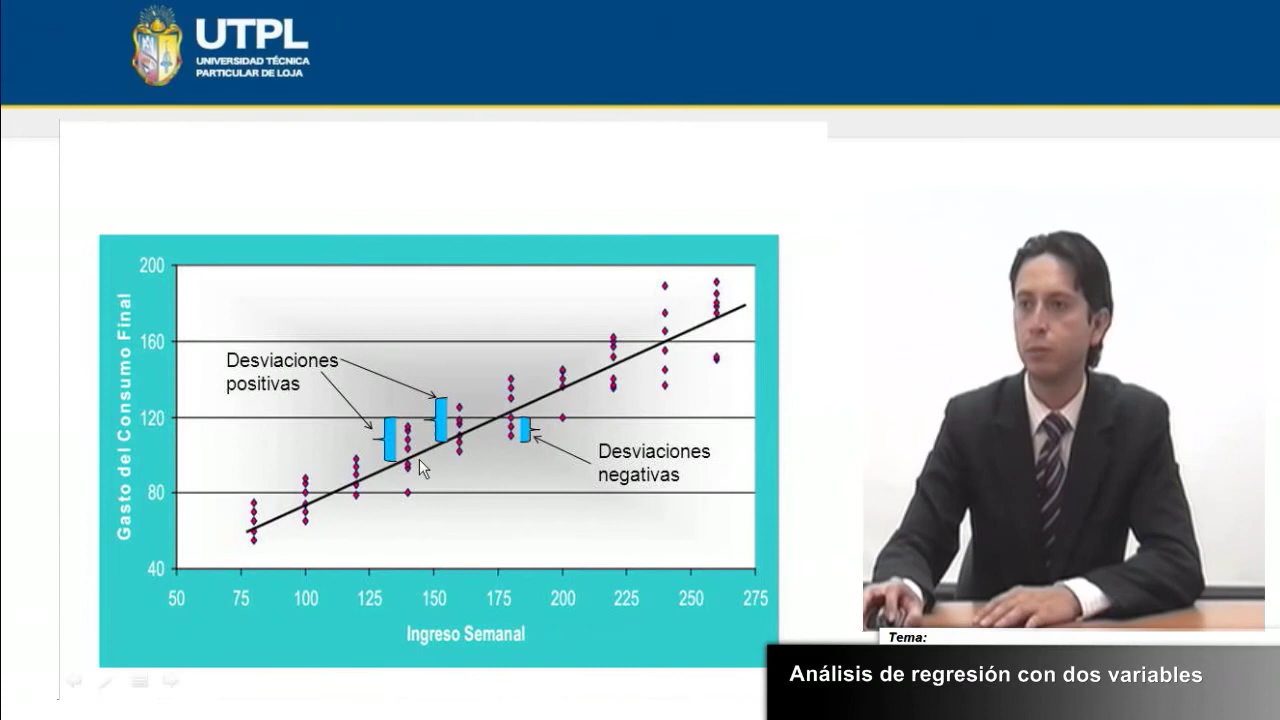 UTPL
UNIVERSIDAD TÉCNICA
PARTICULAR DE LOJA
200
160
120
80
40
Gasto del Consumo Final
Desviaciones
positivas
Desviaciones
negativas
50 75 100 125 150 175 200 225 250 275
Ingreso Semanal
Tema:
Análisis de regresión con dos variables